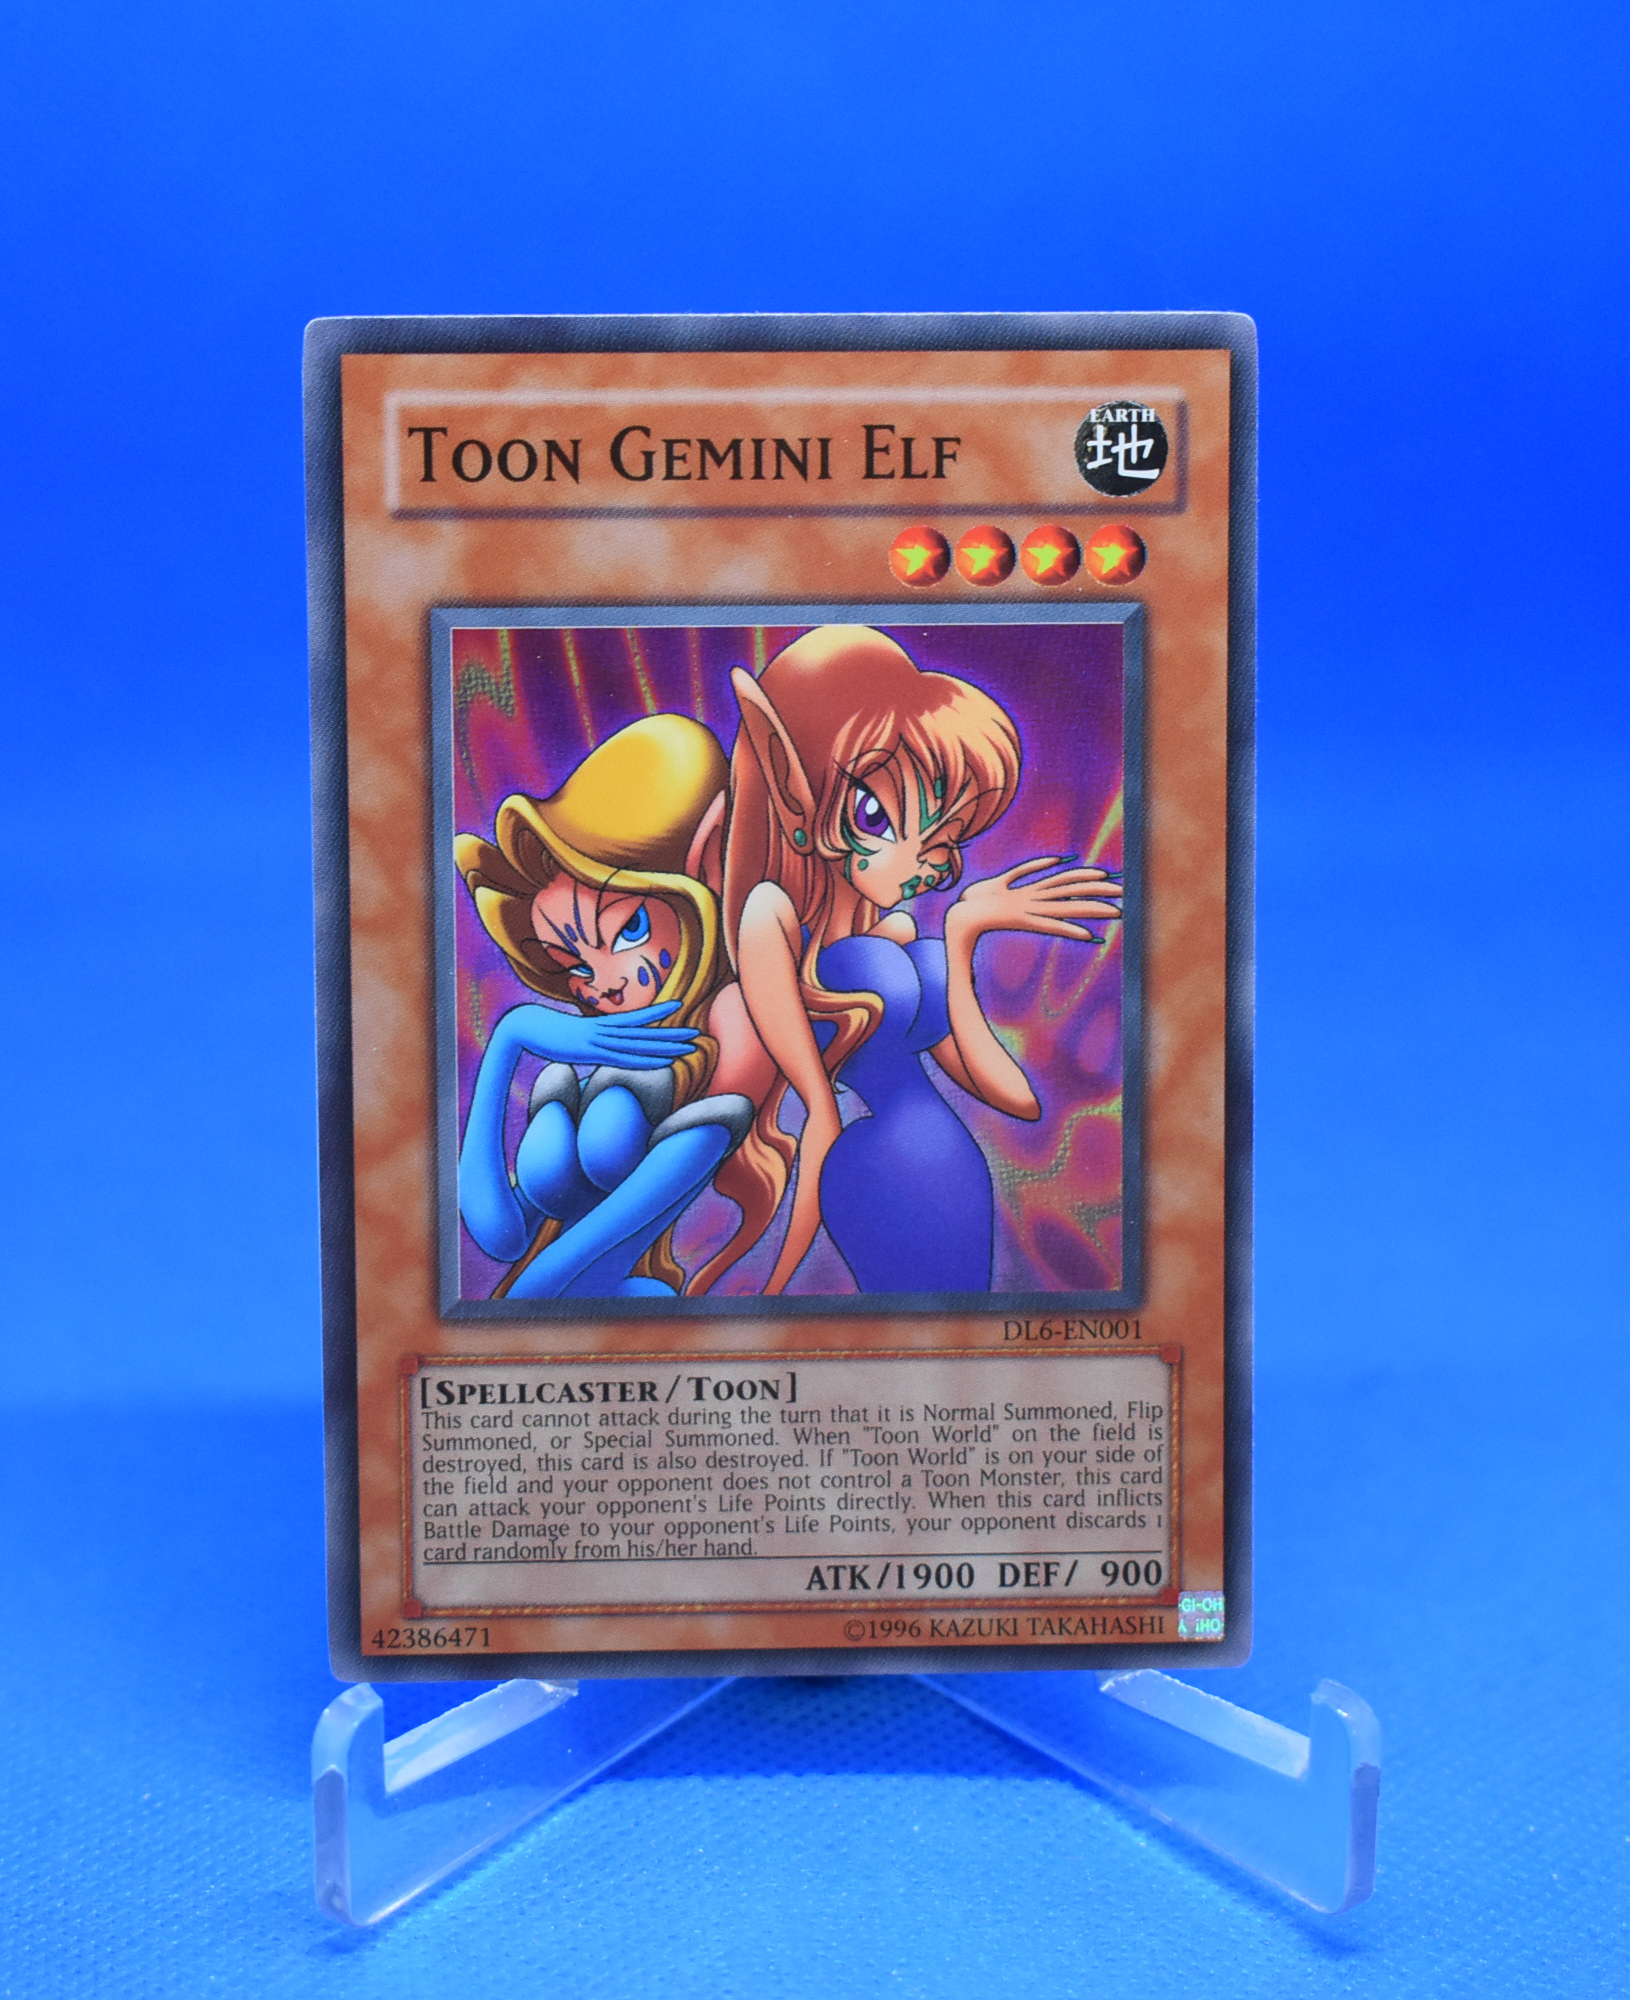 TOON GEMINI ELF
EARTH
地
DL6-EN001
[SPELLCASTER/TOON]
This card cannot attack during the turn that it is Normal Summoned, Flip
Summoned, or Special Summoned. When "Toon World" on the field is
destroyed, this card is also destroyed. If "Toon World" is on your side of
the field and your opponent does not control a Toon Monster, this card
can attack your opponent's Life Points directly. When this card inflicts
Battle Damage to your opponent's Life Points, your opponent discards 1
card randomly from his/her hand.
ATK/1900 DEF/ 900
42386471
©1996 KAZUKI TAKAHASHI
-GI-OH